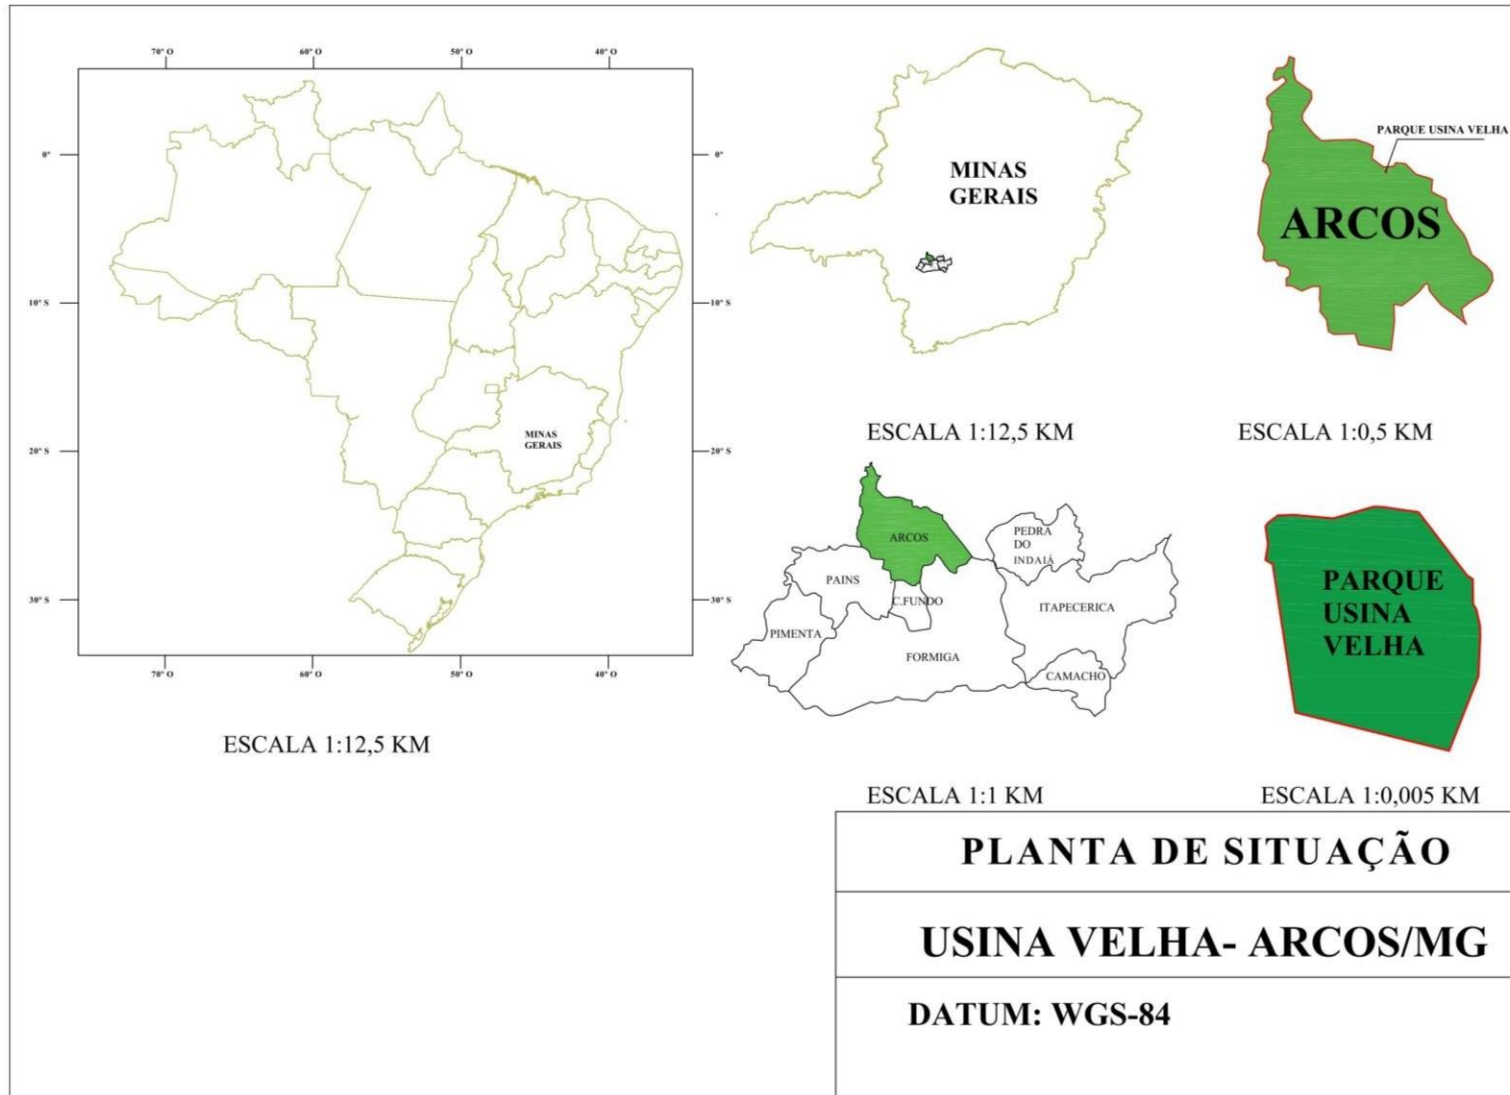 70° O 60° O 50° O 40° O
0° 0°
10° S 10° S
20° S 20° S
30° S 30° S
70° O 60° O 50° O 40° O
MINAS
GERAIS
ESCALA 1:12,5 KM
MINAS
GERAIS
ESCALA 1:12,5 KM
PARQUE USINA VELHA
ARCOS
ESCALA 1:0,5 KM
ARCOS
PEDRA
DO
INDAIÁ
PAINS
C.FUNDO
ITAPECERICA
PIMENTA
FORMIGA
CAMACHO
ESCALA 1:1 KM
PARQUE
USINA
VELHA
ESCALA 1:0,005 KM
PLANTA DE SITUAÇÃO
USINA VELHA- ARCOS/MG
DATUM: WGS-84